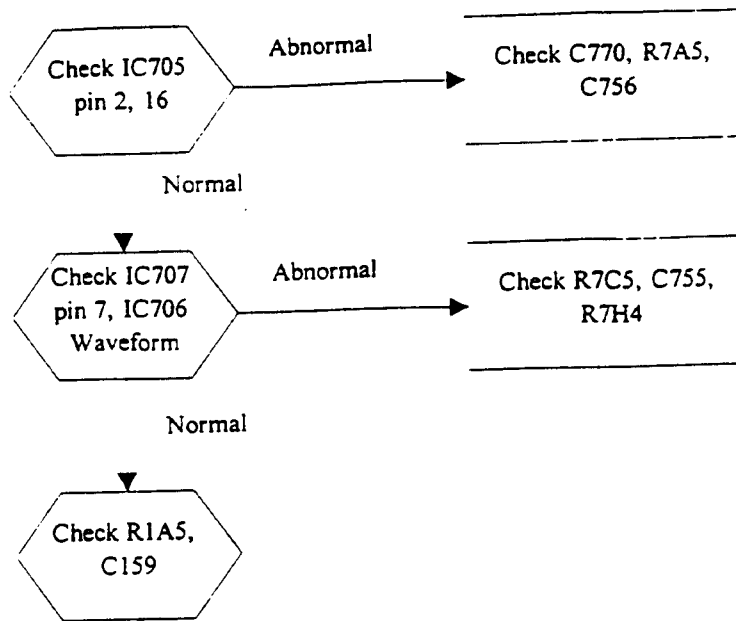 Check IC705
pin 2, 16
Abnormal
Check C770, R7A5,
C756
Normal
Check IC707
pin 7, IC706
Waveform
Abnormal
Check R7C5, C755,
R7H4
Normal
Check R1A5,
C159